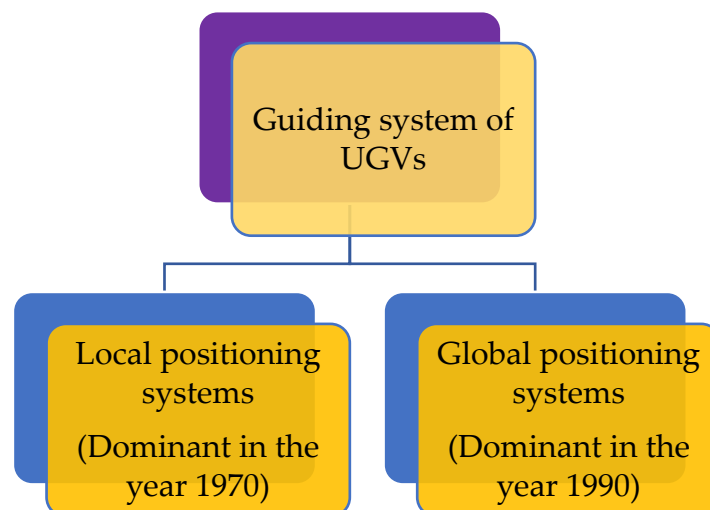 Guiding system of
UGVs
Local positioning
systems
(Dominant in the
year 1970)
Global positioning
systems
(Dominant in the
year 1990)